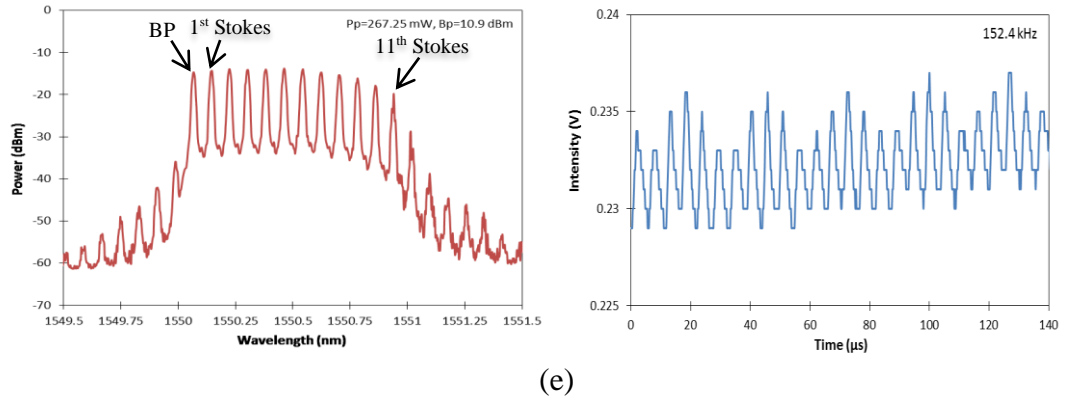 Pp=267.25 mW, Bp=10.9 dBm
BP 1st Stokes
11th Stokes
0
-10
-20
-30
-40
-50
-60
-70
Power (dBm)
1549.5 1549.75 1550 1550.25 1550.5 1550.75 1551 1551.25 1551.5
Wavelength (nm)
152.4 kHz
0.24
0.235
0.23
0.225
Intensity (V)
0 20 40 60 80 100 120 140
Time (µs)
(e)